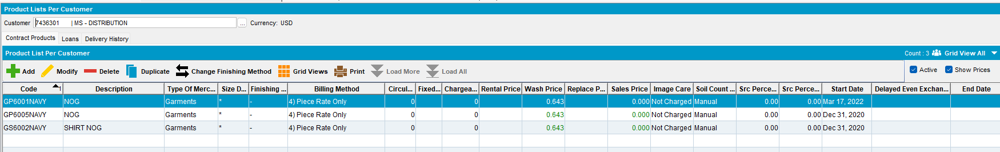 Product Lists Per Customer
Customer 7436301 | MS - DISTRIBUTION ... Currency: USD
Contract Products Loans Delivery History
Product List Per Customer Count : 3 Grid View All
Add Modify Delete Duplicate Change Finishing Method Grid Views Print Load More Load All Active Show Prices
Code 1 Description Type Of Merc... Size D... Finishing ... Billing Method Circul... Fixed... Chargea... Rental Price Wash Price Replace P... Sales Price Image Care Soil Count ... Src Perce... Src Perce... Start Date Delayed Even Exchan... End Date
GP6001NAVY NOG Garments * - 4) Piece Rate Only 0 0 0.643 0.000 Not Charged Manual 0.00 0.00 Mar 17, 2022
GP6005NAVY NOG Garments * - 4) Piece Rate Only 0 0 0.643 0.000 Not Charged Manual 0.00 0.00 Dec 31, 2020
GS6002NAVY SHIRT NOG Garments * - 4) Piece Rate Only 0 0 0.643 0.000 Not Charged Manual 0.00 0.00 Dec 31, 2020